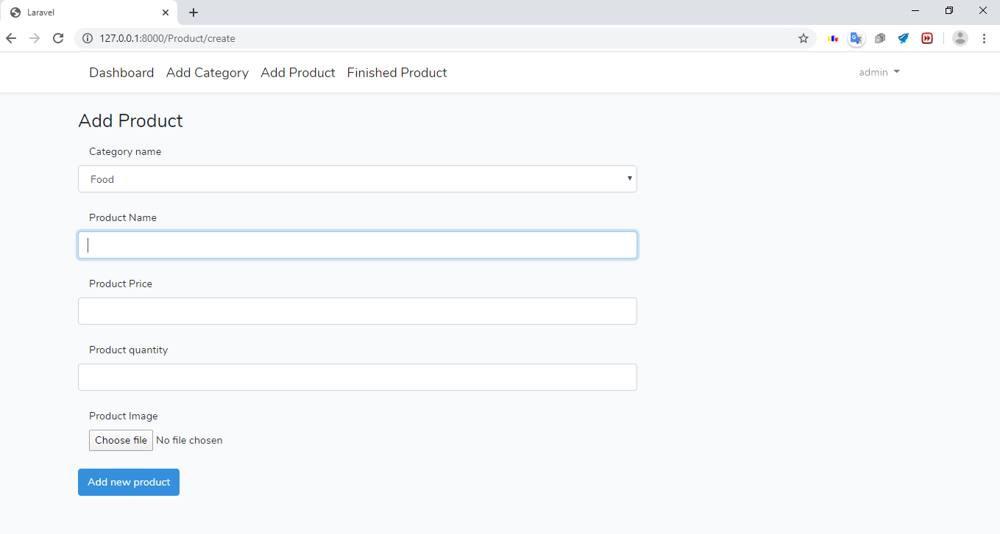 Laravel
127.0.0.1:8000/Product/create
Dashboard Add Category Add Product Finished Product admin
Add Product
Category name
Food
Product Name
Product Price
Product quantity
Product Image
Choose file No file chosen
Add new product